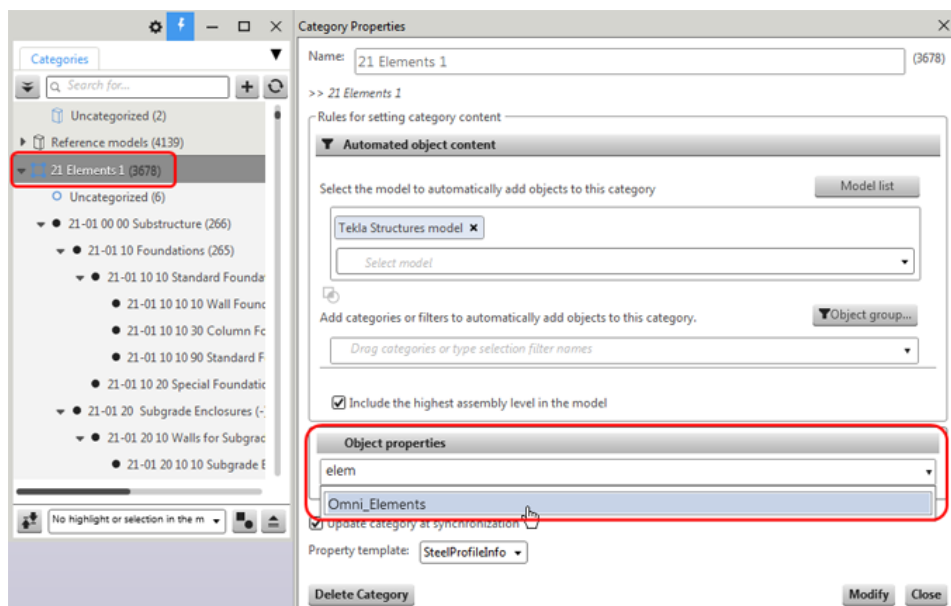 Categories
Search for...
Uncategorized (2)
Reference models (4139)
21 Elements 1 (3678)
Uncategorized (6)
21-01 00 00 Substructure (266)
21-01 10 Foundations (265)
21-01 10 10 Standard Foundat
21-01 10 10 10 Wall Found
21-01 10 10 30 Column Fo
21-01 10 10 90 Standard F
21-01 10 20 Special Foundatic
21-01 20 Subgrade Enclosures (-
21-01 20 10 Walls for Subgrac
21-01 20 10 10 Subgrade E
No highlight or selection in the m
Category Properties
Name: 21 Elements 1 (3678)
>> 21 Elements 1
Rules for setting category content
Automated object content
Select the model to automatically add objects to this category Model list
Tekla Structures model
Select model
Add categories or filters to automatically add objects to this category. Object group...
Drag categories or type selection filter names
Include the highest assembly level in the model
Object properties
elem
Omni_Elements
Update category at synchronization
Property template: SteelProfileInfo
Delete Category Modify Close